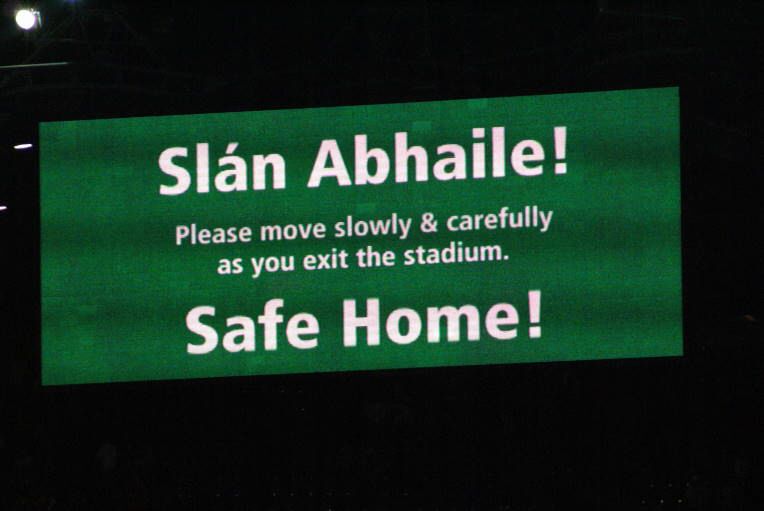 Slán Abhaile!
Please move slowly & carefully
as you exit the stadium.
Safe Home!